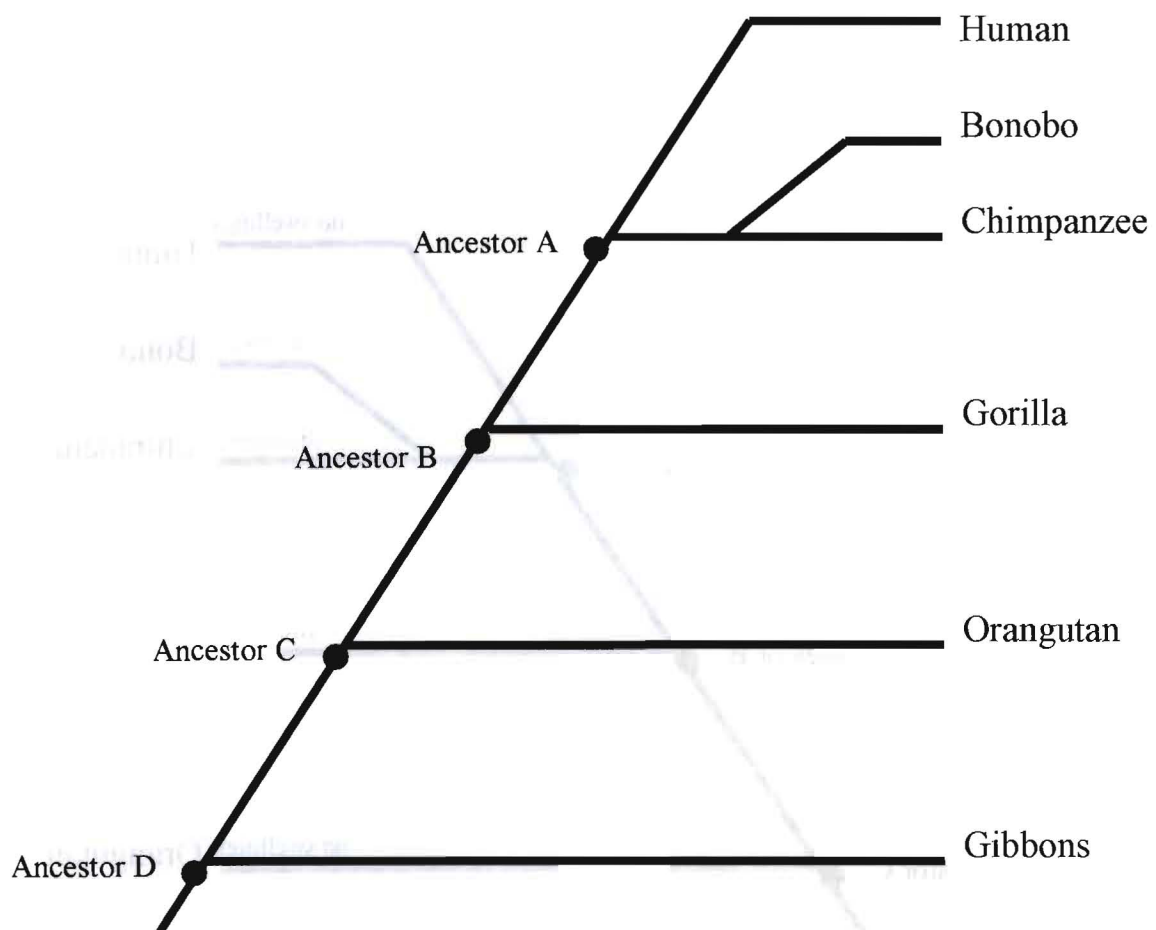 Human
Bonobo
Chimpanzee
Ancestor A
Gorilla
Ancestor B
Orangutan
Ancestor C
Gibbons
Ancestor D